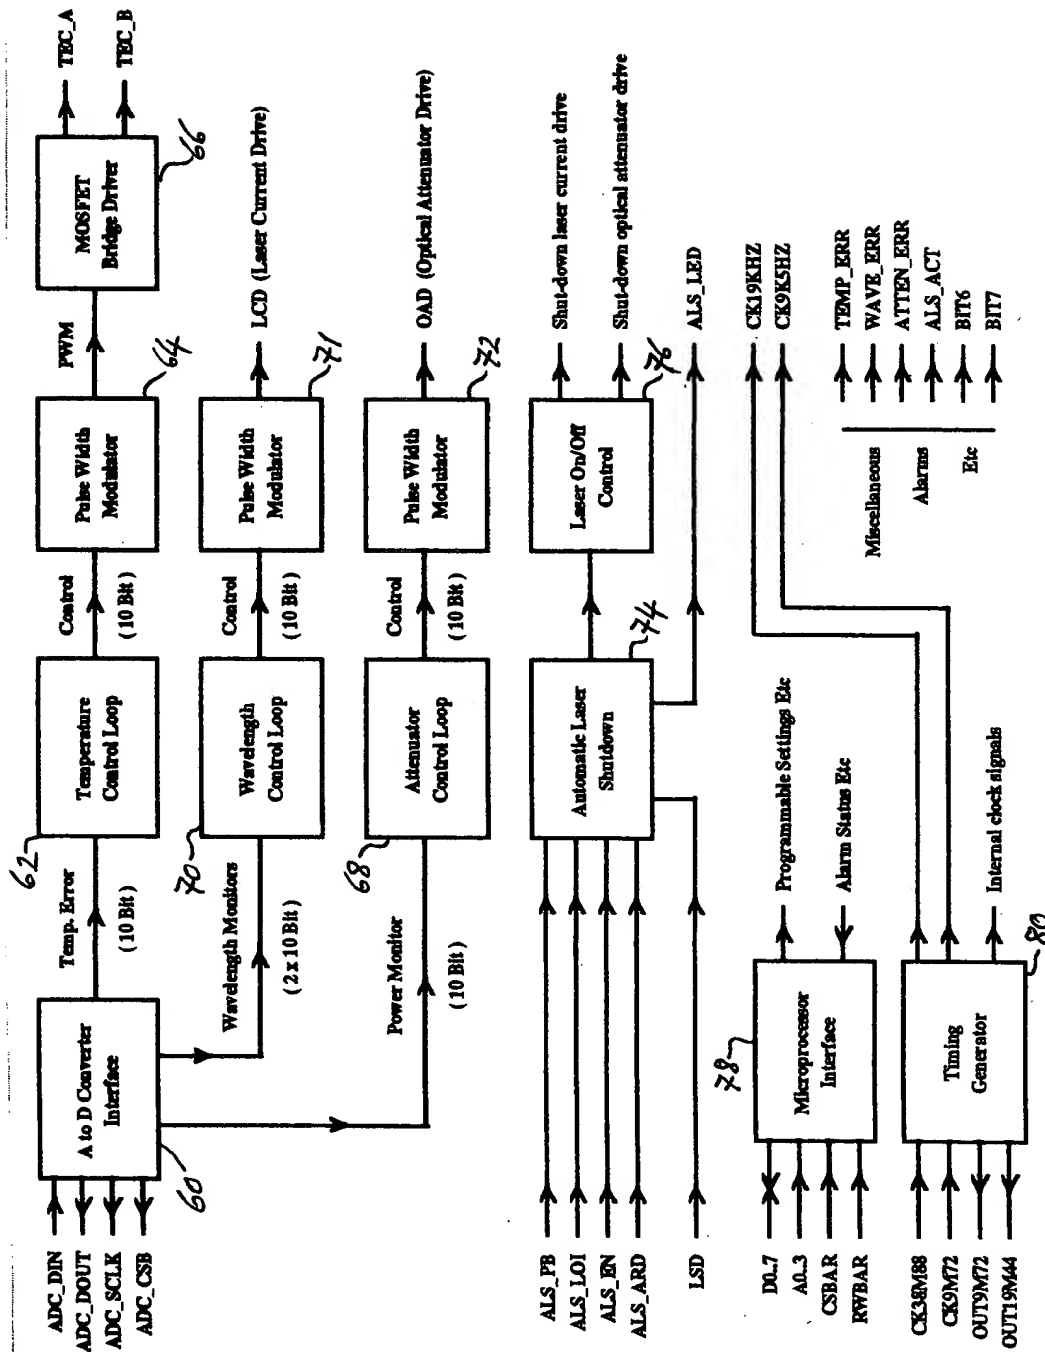 ADC_DIN
ADC_DOUT
ADC_SCLK
ADC_CSB
A to D Converter
Interface
60
Temp. Error
(10 Bit)
Temperature
Control Loop
62
Control
(10 Bit)
Pulse Width
Modulator
64
PWM
MOSFET
Bridge Driver
66
TEC_A
TEC_B
Wavelength Monitors
(2 x 10 Bit)
Wavelength
Control Loop
70
Control
(10 Bit)
Pulse Width
Modulator
71
LCD (Laser Current Drive)
Power Monitor
(10 Bit)
Attenuator
Control Loop
68
Control
(10 Bit)
Pulse Width
Modulator
72
OAD (Optical Attenuator Drive)
ALS_PB
ALS_LOI
ALS_EN
ALS_ARD
LSD
Automatic Laser
Shutdown
74
Laser On/Off
Control
76
Shut-down laser current drive
Shut-down optical attenuator drive
ALS_LED
D0..7
A0..3
CSBAR
RWBAR
Microprocessor
Interface
78
Programmable Settings Etc
Alarm Status Etc
CK19KHZ
CK9K5HZ
CK38M88
CK9M72
OUT9M72
OUT19M44
Timing
Generator
80
Internal clock signals
Miscellaneous
Alarms
Etc
TEMP_ERR
WAVE_ERR
ATTEN_ERR
ALS_ACT
BIT6
BIT7